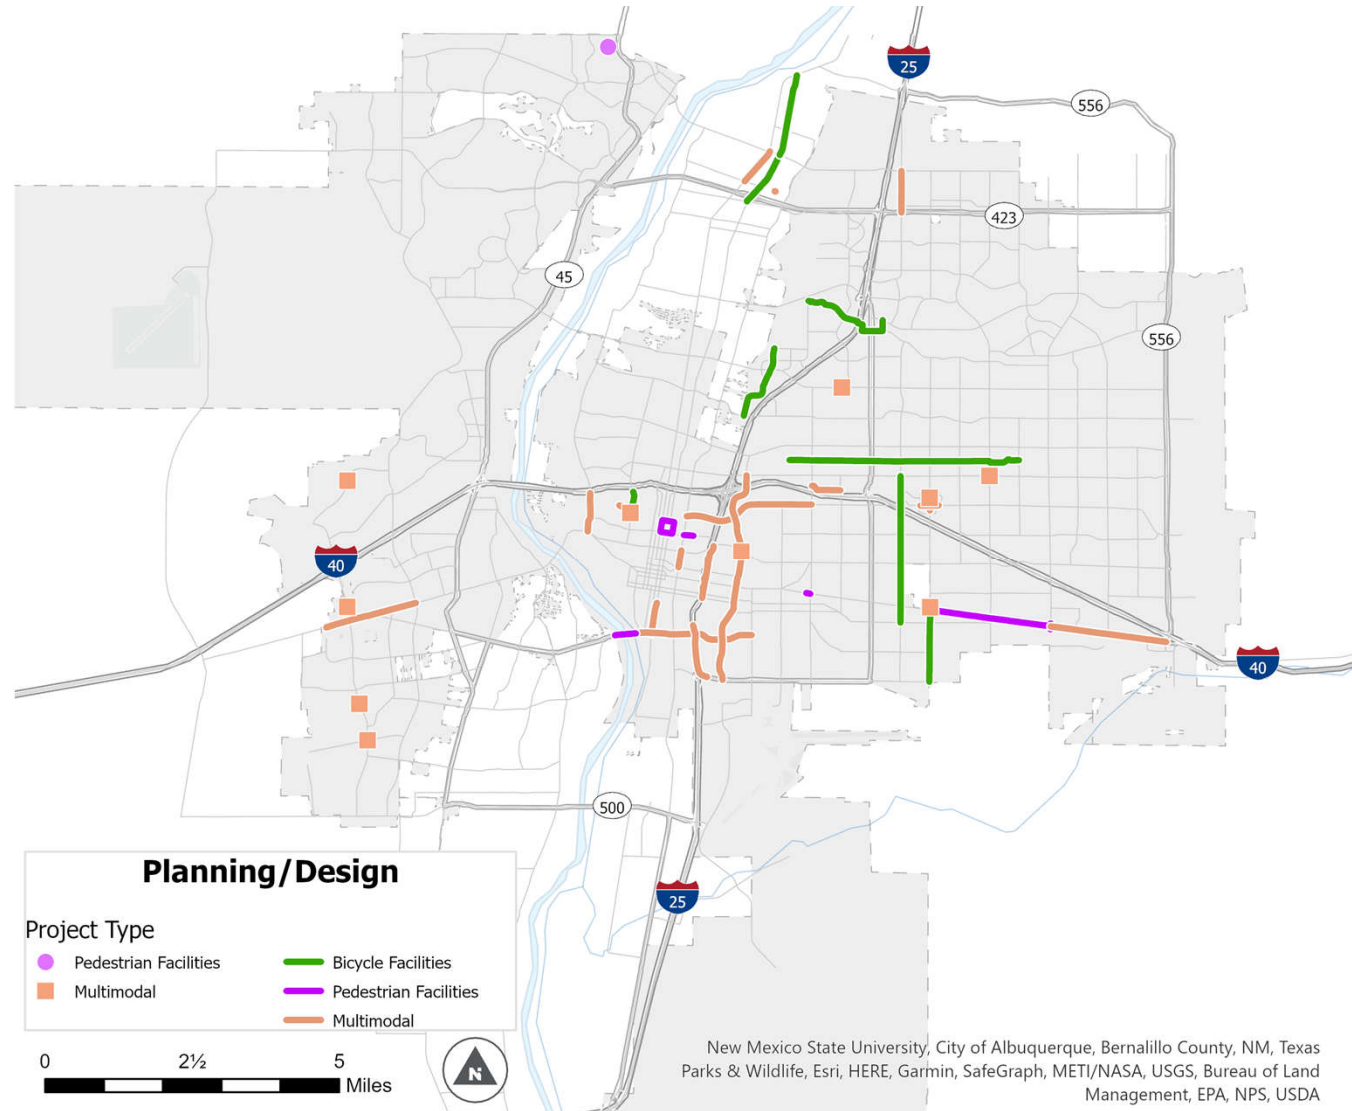 25
556
423
45
556
40
40
500
25
Planning/Design
Project Type
Pedestrian Facilities
Multimodal
Bicycle Facilities
Pedestrian Facilities
Multimodal
0 2½ 5
Miles
N
New Mexico State University, City of Albuquerque, Bernalillo County, NM, Texas
Parks & Wildlife, Esri, HERE, Garmin, SafeGraph, METI/NASA, USGS, Bureau of Land
Management, EPA, NPS, USDA